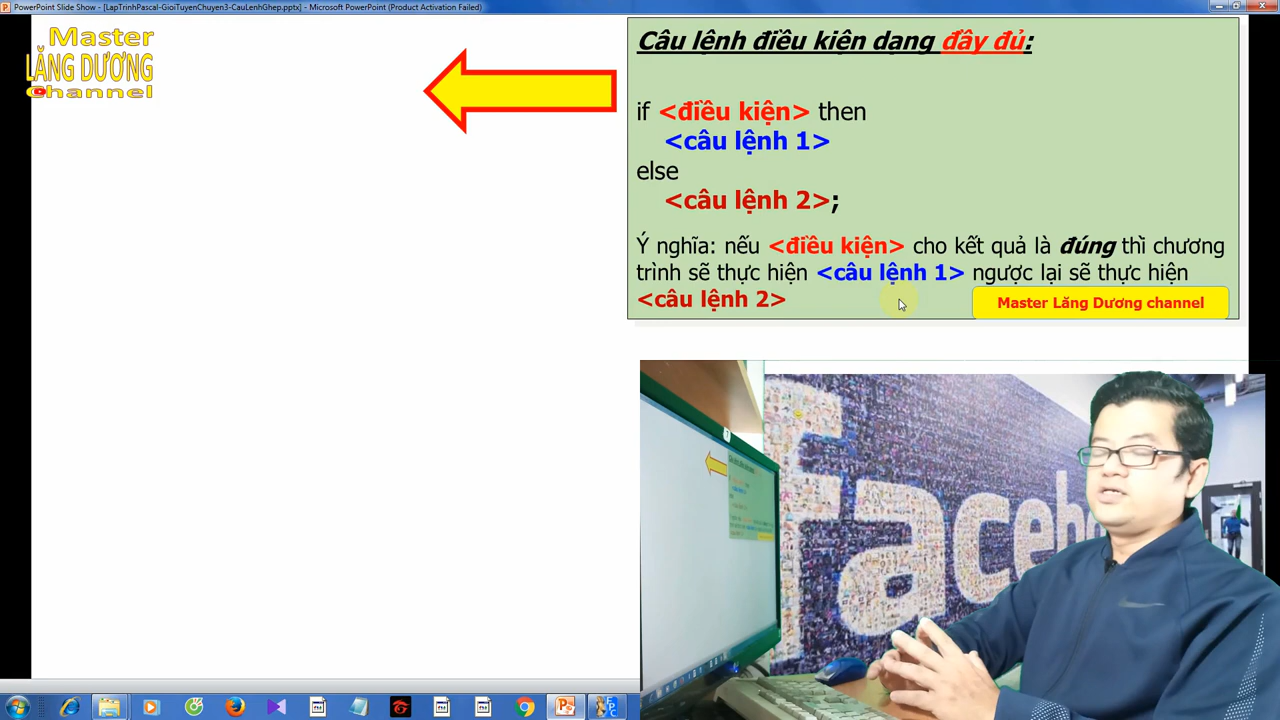 PowerPoint Slide Show - [LapTrinhPascal-GioiTuyenChuyen3-CauLenhGhep.pptx] - Microsoft PowerPoint (Product Activation Failed)
Master
LĂNG DƯƠNG
Channel
Câu lệnh điều kiện dạng đầy đủ:
if <điều kiện> then
<câu lệnh 1>
else
<câu lệnh 2>;
Ý nghĩa: nếu <điều kiện> cho kết quả là đúng thì chương
trình sẽ thực hiện <câu lệnh 1> ngược lại sẽ thực hiện
<câu lệnh 2>
Master Lăng Dương channel
Facebo